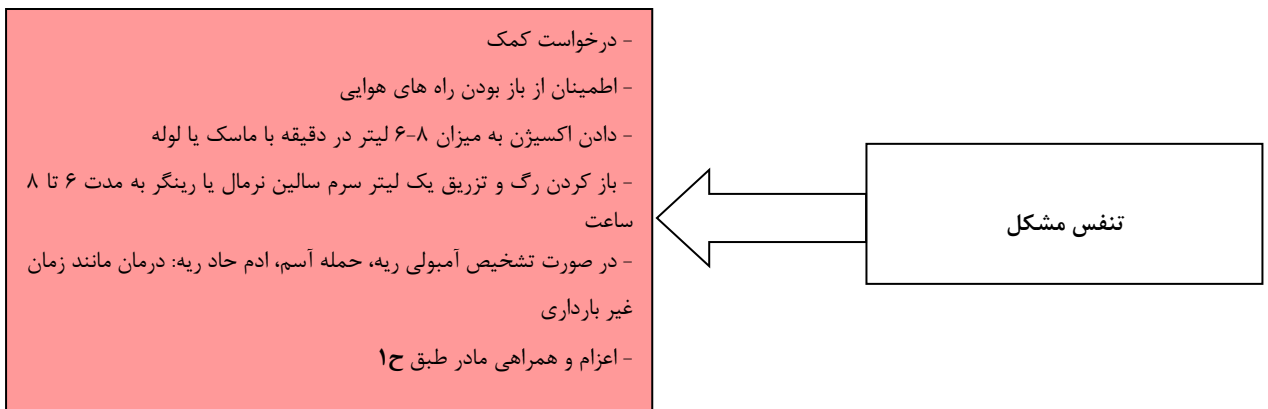 تنفس مشکل
- درخواست کمک
- اطمینان از باز بودن راه های هوایی
- دادن اکسیژن به میزان ۸-۶ لیتر در دقیقه با ماسک یا لوله
- باز کردن رگ و تزریق یک لیتر سرم سالین نرمال یا رینگر به مدت ۶ تا ۸
ساعت
- در صورت تشخیص آمبولی ریه، حمله آسم، ادم حاد ریه: درمان مانند زمان
غیر بارداری
- اعزام و همراهی مادر طبق ح۱